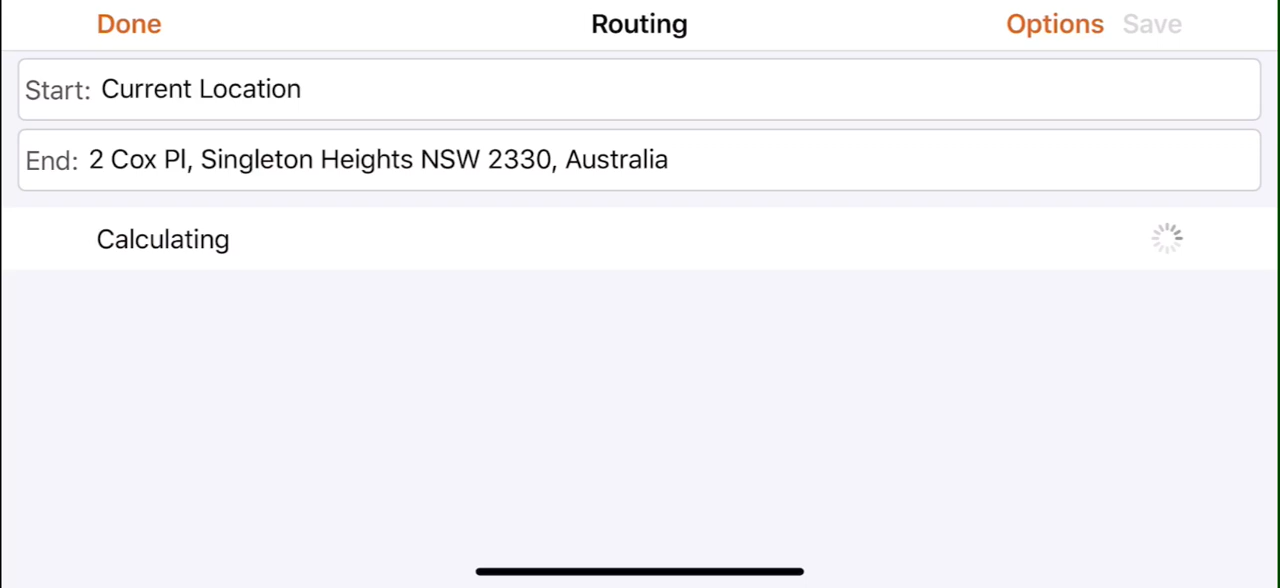 Done Routing Options Save
Start: Current Location
End: 2 Cox Pl, Singleton Heights NSW 2330, Australia
Calculating